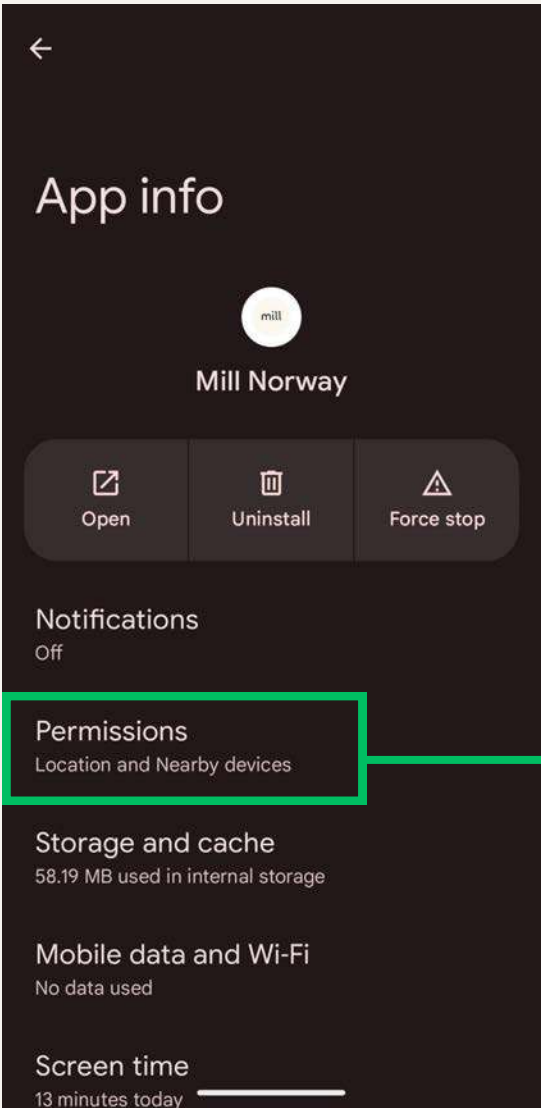 App info
mill
Mill Norway
Open Uninstall Force stop
Notifications
Off
Permissions
Location and Nearby devices
Storage and cache
58.19 MB used in internal storage
Mobile data and Wi-Fi
No data used
Screen time
13 minutes today